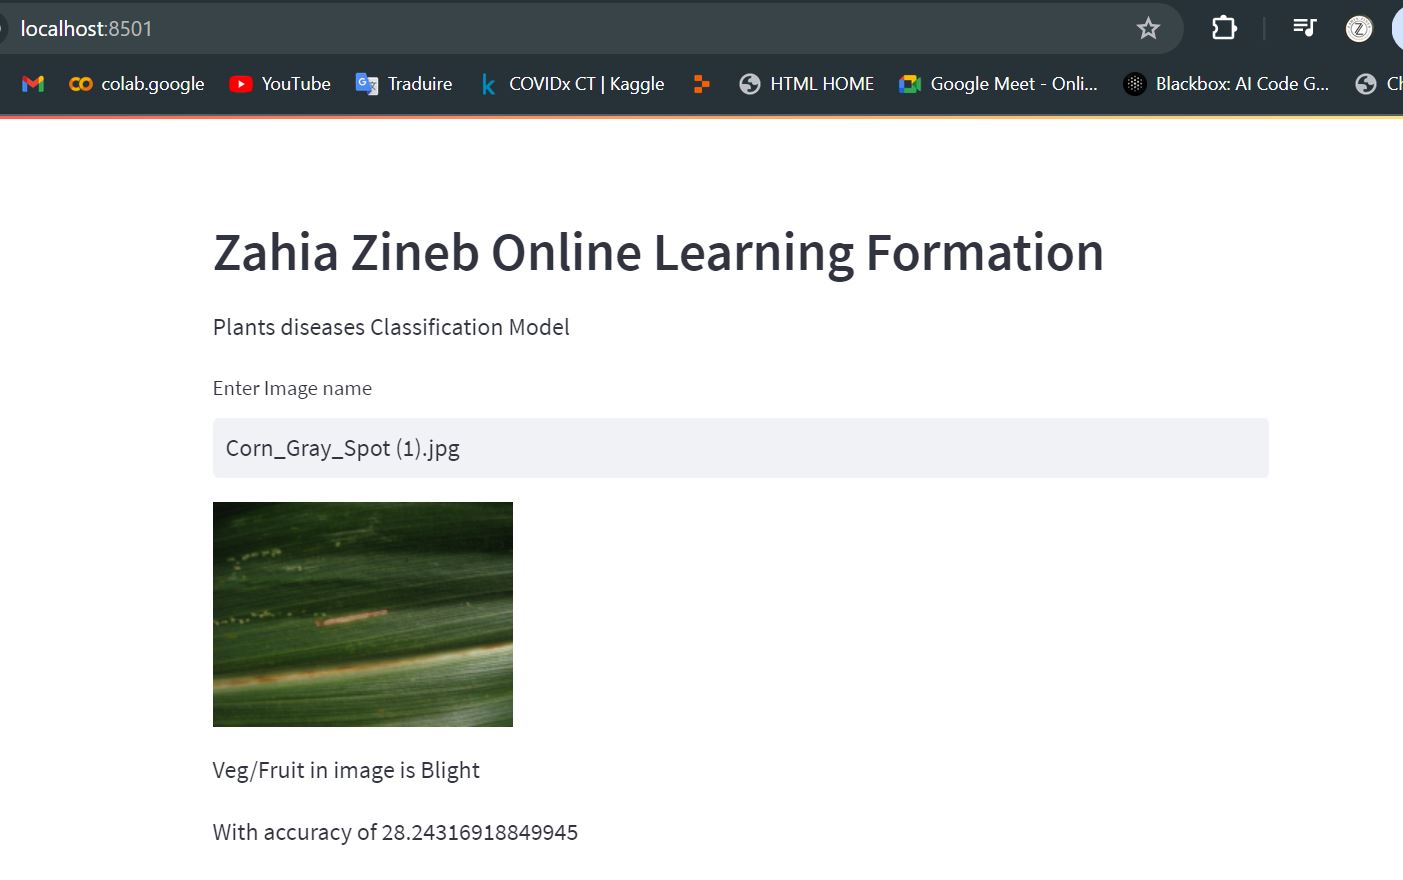 localhost:8501
colab.google YouTube Traduire COVIDx CT | Kaggle HTML HOME Google Meet - Onli... Blackbox: AI Code G... Ch
Zahia Zineb Online Learning Formation
Plants diseases Classification Model
Enter Image name
Corn_Gray_Spot (1).jpg
Veg/Fruit in image is Blight
With accuracy of 28.24316918849945